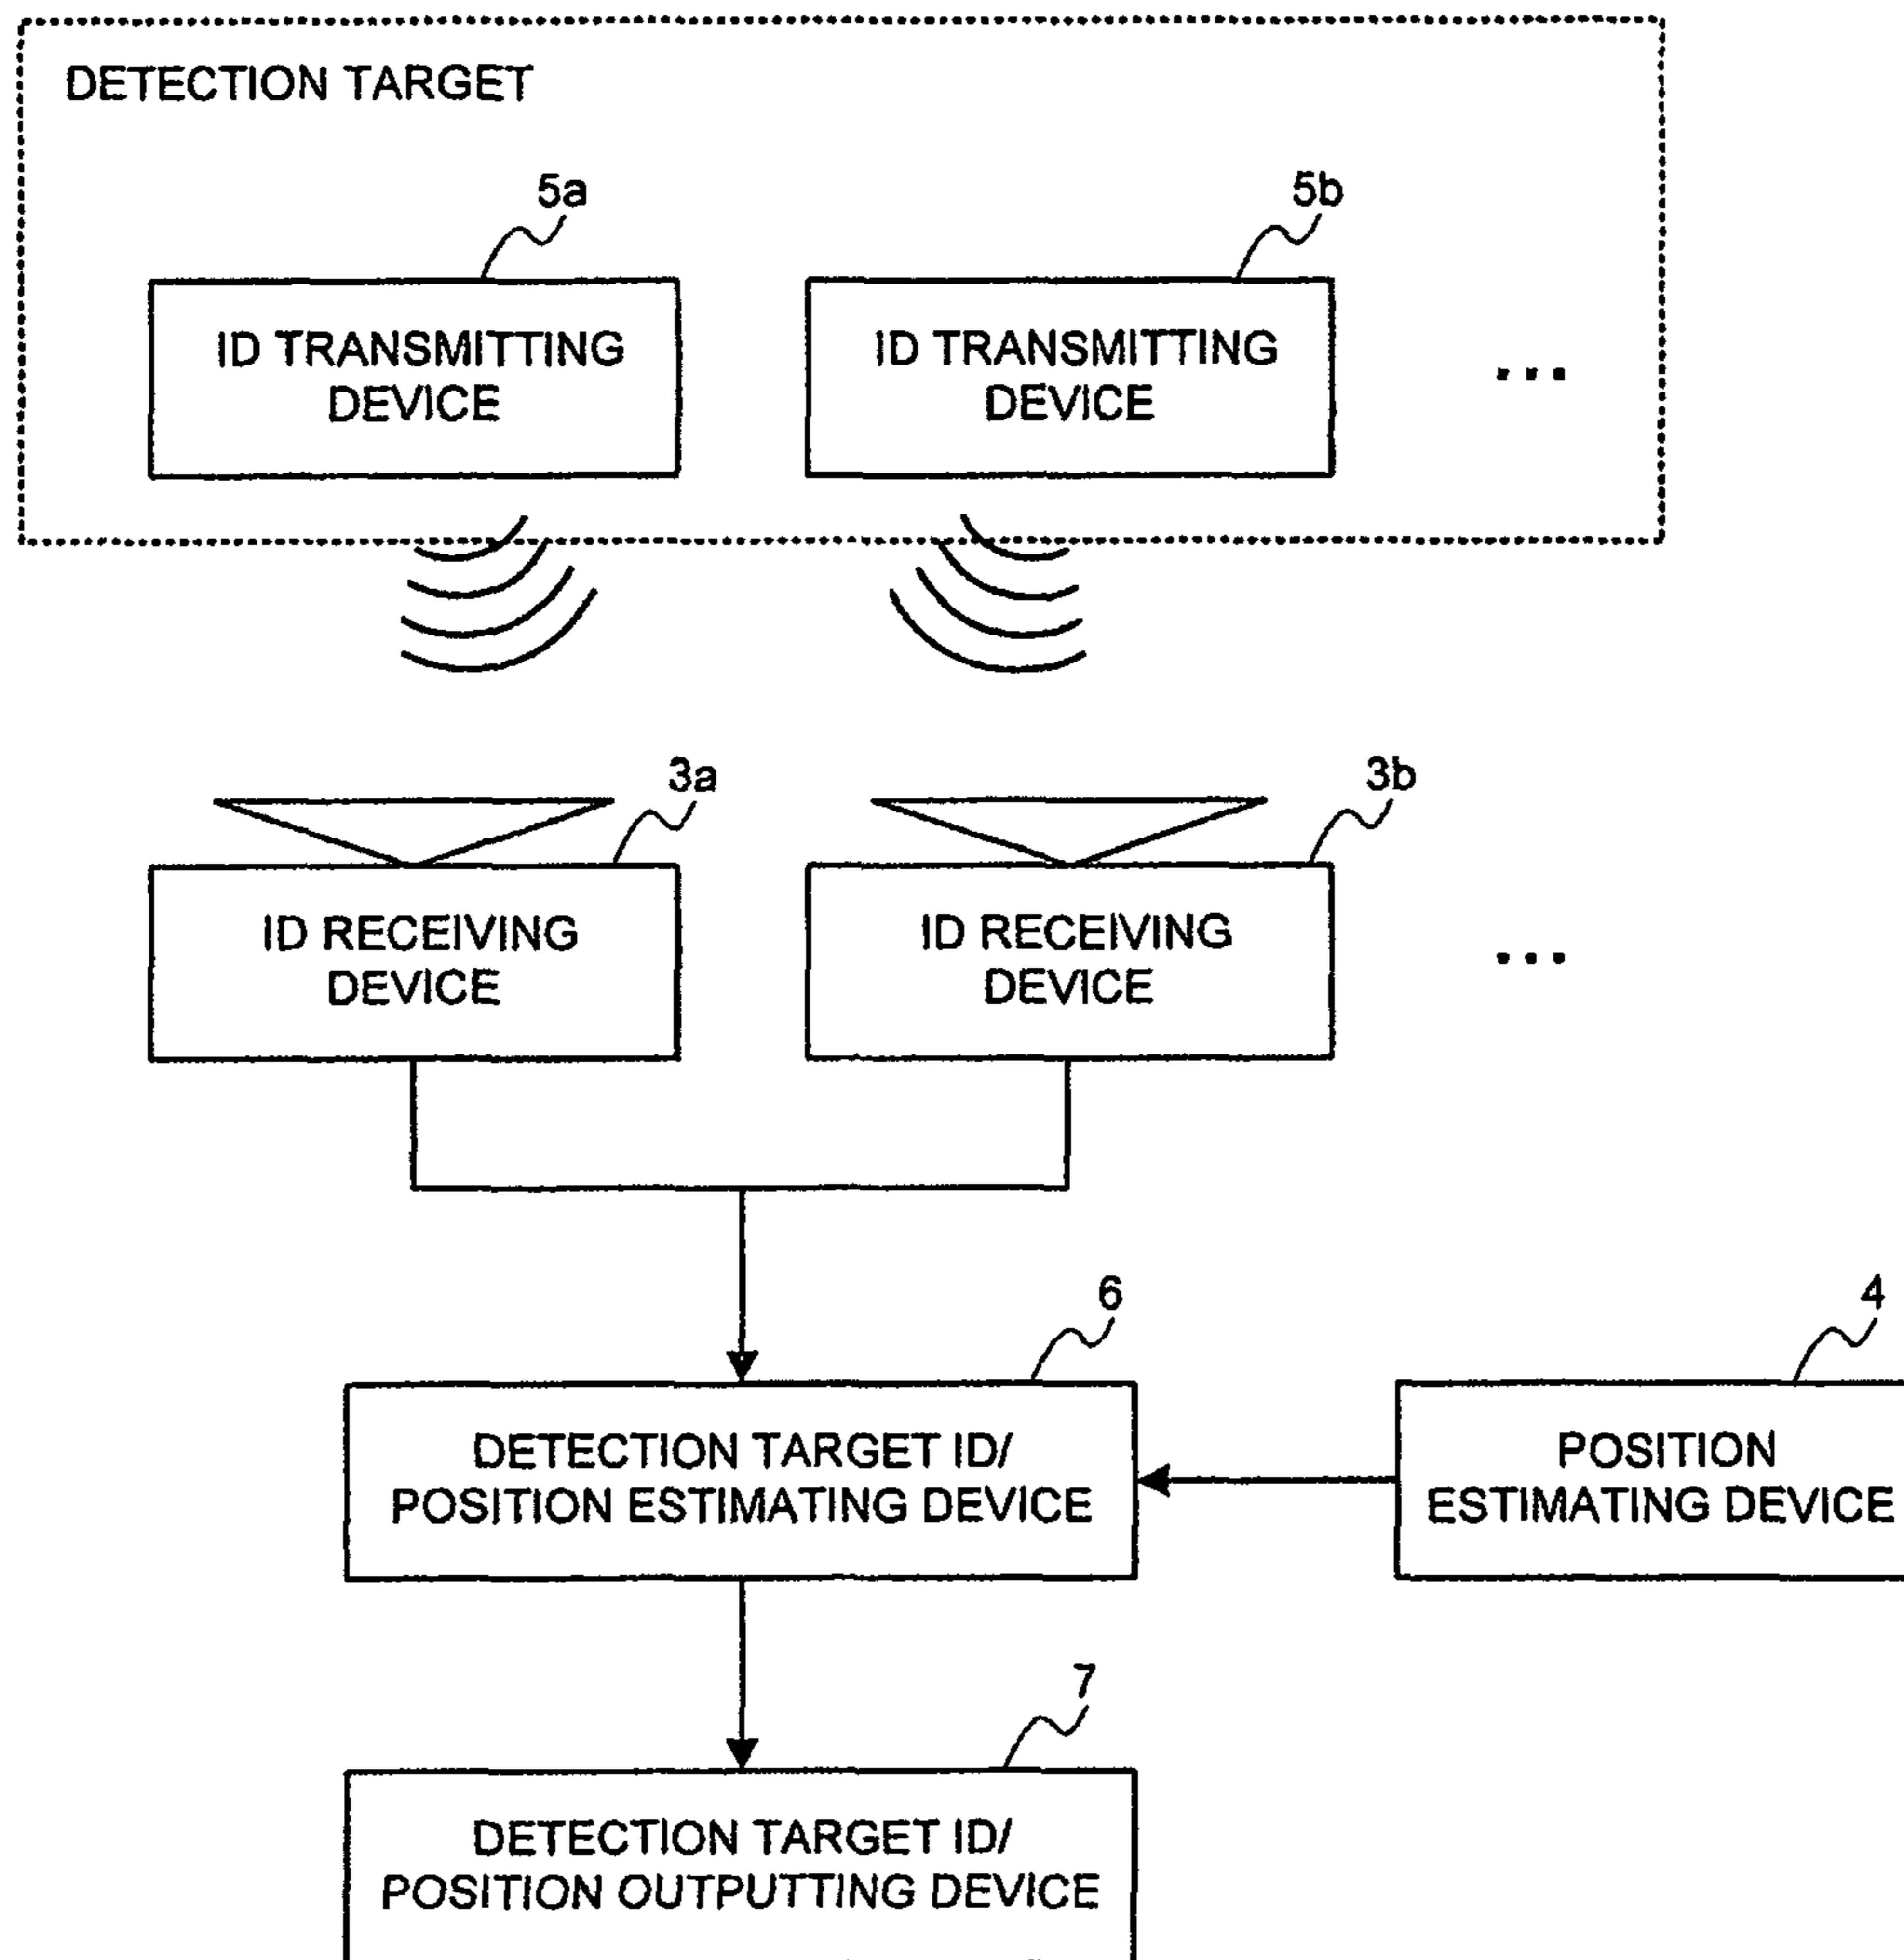 DETECTION TARGET
5a
5b
ID TRANSMITTING
DEVICE
ID TRANSMITTING
DEVICE
...
3a
3b
ID RECEIVING
DEVICE
ID RECEIVING
DEVICE
...
6
4
DETECTION TARGET ID/
POSITION ESTIMATING DEVICE
POSITION
ESTIMATING DEVICE
7
DETECTION TARGET ID/
POSITION OUTPUTTING DEVICE